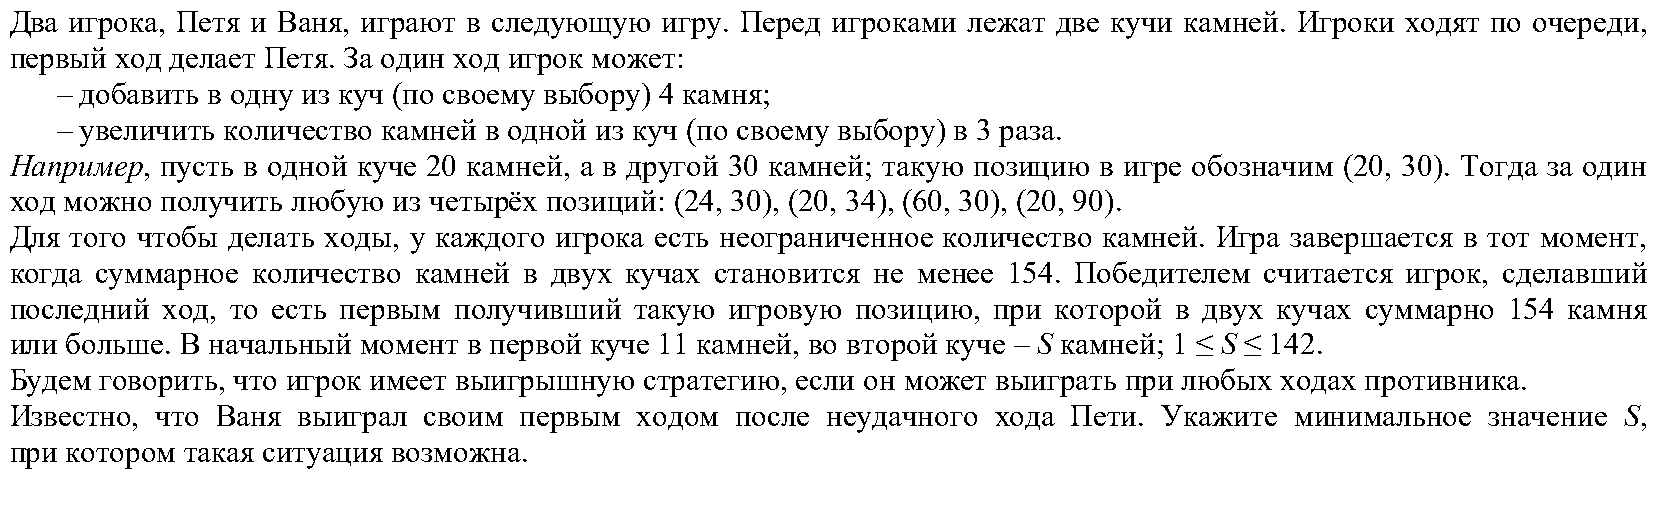 Два игрока, Петя и Ваня, играют в следующую игру. Перед игроками лежат две кучи камней. Игроки ходят по очереди,
первый ход делает Петя. За один ход игрок может:
– добавить в одну из куч (по своему выбору) 4 камня;
– увеличить количество камней в одной из куч (по своему выбору) в 3 раза.
Например, пусть в одной куче 20 камней, а в другой 30 камней; такую позицию в игре обозначим (20, 30). Тогда за один
ход можно получить любую из четырёх позиций: (24, 30), (20, 34), (60, 30), (20, 90).
Для того чтобы делать ходы, у каждого игрока есть неограниченное количество камней. Игра завершается в тот момент,
когда суммарное количество камней в двух кучах становится не менее 154. Победителем считается игрок, сделавший
последний ход, то есть первым получивший такую игровую позицию, при которой в двух кучах суммарно 154 камня
или больше. В начальный момент в первой куче 11 камней, во второй куче – S камней; 1 ≤ S ≤ 142.
Будем говорить, что игрок имеет выигрышную стратегию, если он может выиграть при любых ходах противника.
Известно, что Ваня выиграл своим первым ходом после неудачного хода Пети. Укажите минимальное значение S,
при котором такая ситуация возможна.